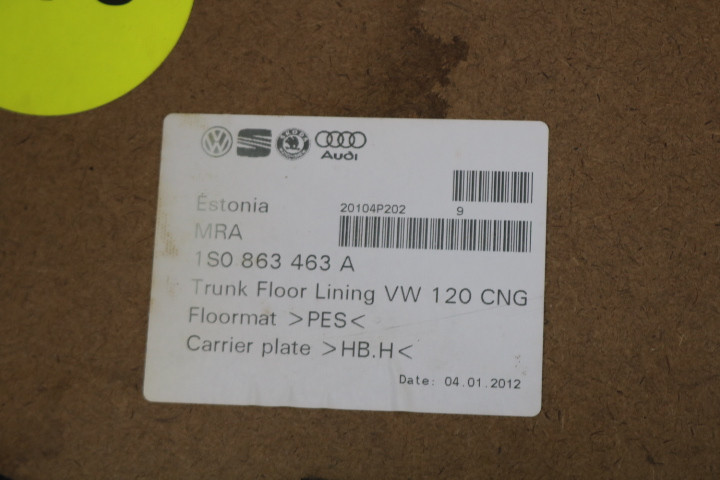 Audi
Estonia 20104P202 9
MRA
1S0 863 463 A
Trunk Floor Lining VW 120 CNG
Floormat >PES<
Carrier plate >HB.H<
Date: 04.01.2012